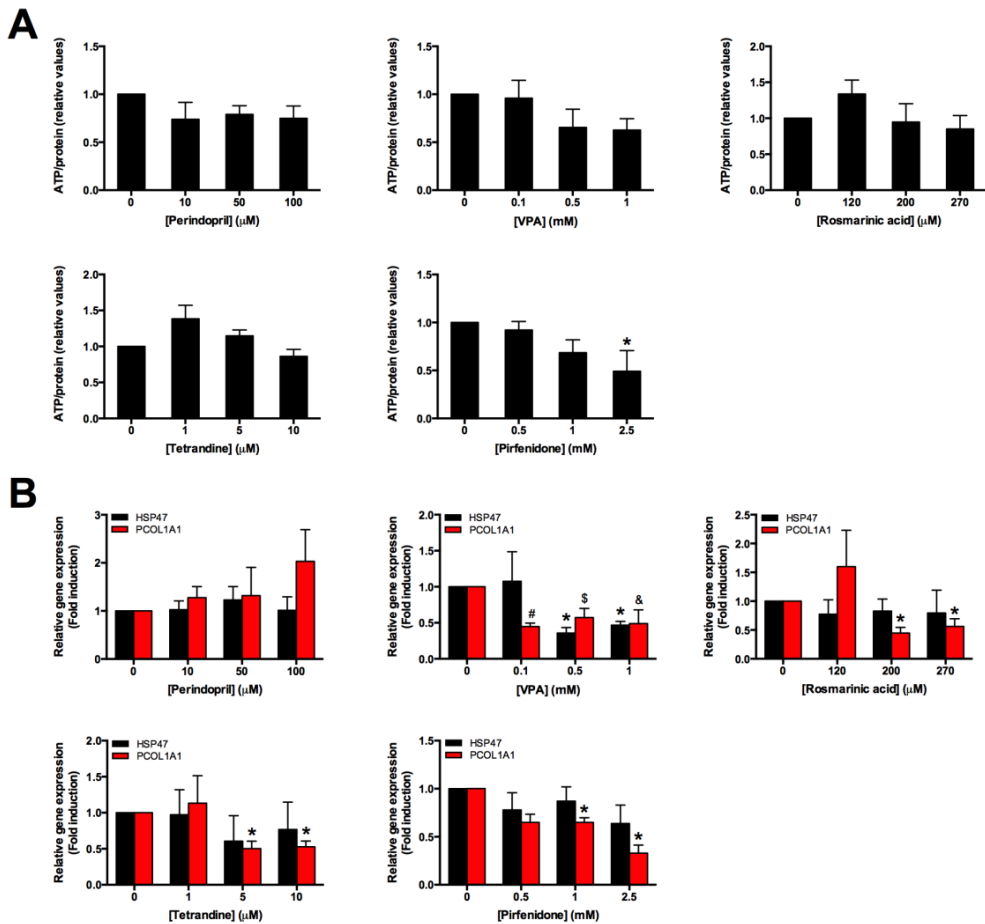 A
ATP/protein (relative values)
1.5
1.0
0.5
0.0
0 10 50 100
[Perindopril] (μM)
ATP/protein (relative values)
1.5
1.0
0.5
0.0
0 0.1 0.5 1
[VPA] (mM)
ATP/protein (relative values)
2.0
1.5
1.0
0.5
0.0
0 120 200 270
[Rosmarinic acid] (μM)
ATP/protein (relative values)
2.0
1.5
1.0
0.5
0.0
0 1 5 10
[Tetrandine] (μM)
ATP/protein (relative values)
1.5
1.0
0.5
0.0
*
0 0.5 1 2.5
[Pirfenidone] (mM)
B
Relative gene expression
(Fold induction)
3
2
1
0
HSP47
PCOL1A1
0 10 50 100
[Perindopril] (μM)
Relative gene expression
(Fold induction)
2.0
1.5
1.0
0.5
0.0
HSP47
PCOL1A1
# * $ * &
0 0.1 0.5 1
[VPA] (mM)
Relative gene expression
(Fold induction)
2.5
2.0
1.5
1.0
0.5
0.0
HSP47
PCOL1A1
* *
0 120 200 270
[Rosmarinic acid] (μM)
Relative gene expression
(Fold induction)
2.0
1.5
1.0
0.5
0.0
HSP47
PCOL1A1
* *
0 1 5 10
[Tetrandine] (μM)
Relative gene expression
(Fold induction)
1.5
1.0
0.5
0.0
HSP47
PCOL1A1
* *
0 0.5 1 2.5
[Pirfenidone] (mM)